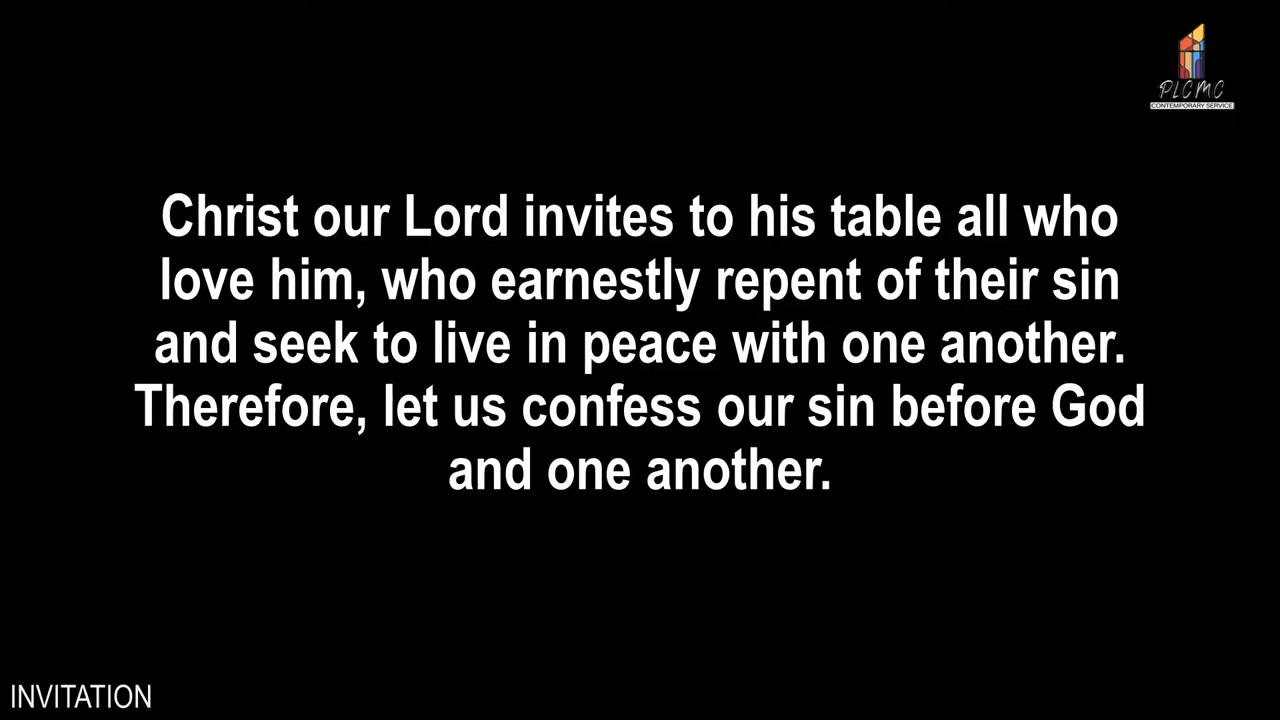 PLCMC
CONTEMPORARY SERVICE
Christ our Lord invites to his table all who
love him, who earnestly repent of their sin
and seek to live in peace with one another.
Therefore, let us confess our sin before God
and one another.
INVITATION